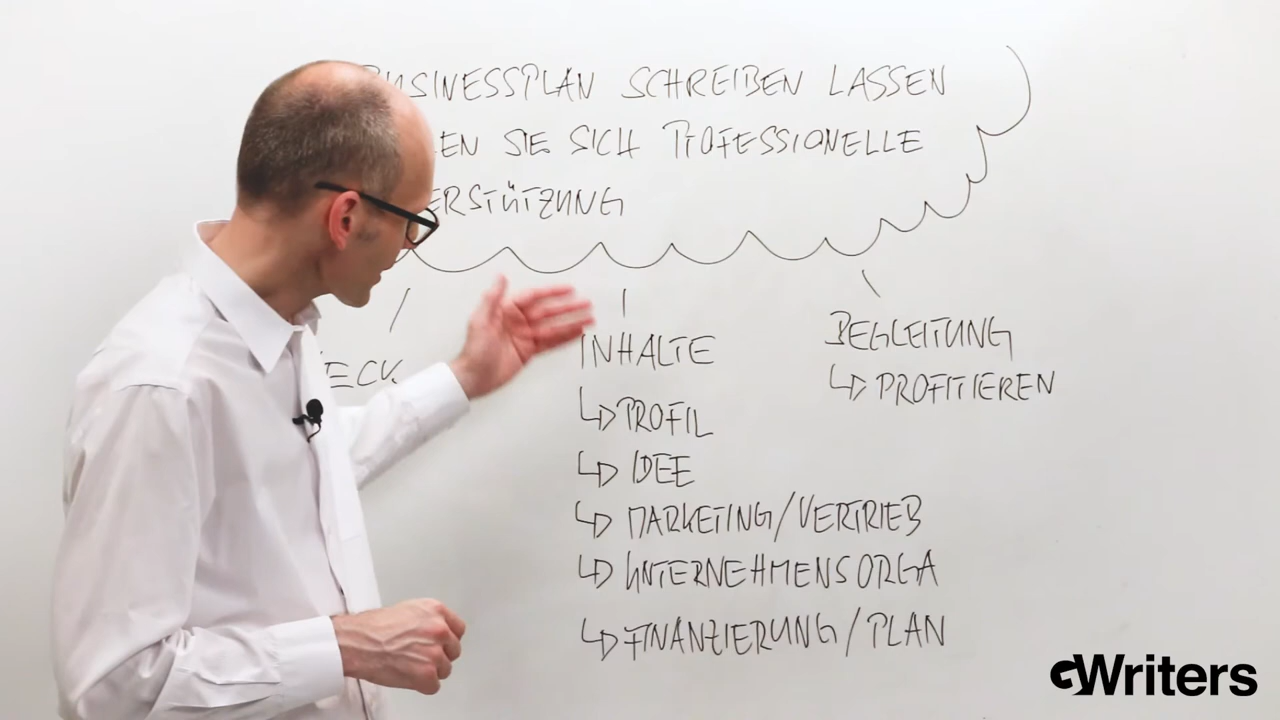 BUSINESSPLAN SCHREIBEN LASSEN
EN SIE SICH PROFESSIONELLE
ERSTÜTZUNG
ECK
INHALTE
↳ PROFIL
↳ IDEE
↳ MARKETING/VERTRIEB
↳ UNTERNEHMENSORGA
↳ FINANZIERUNG/PLAN
BEGLEITUNG
↳ PROFITIEREN
GWriters